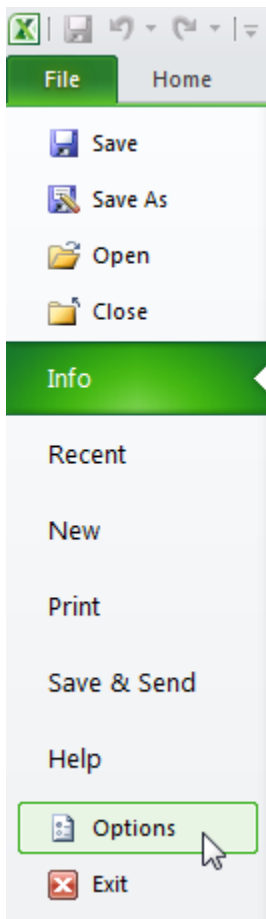 File Home
Save
Save As
Open
Close
Info
Recent
New
Print
Save & Send
Help
Options
Exit